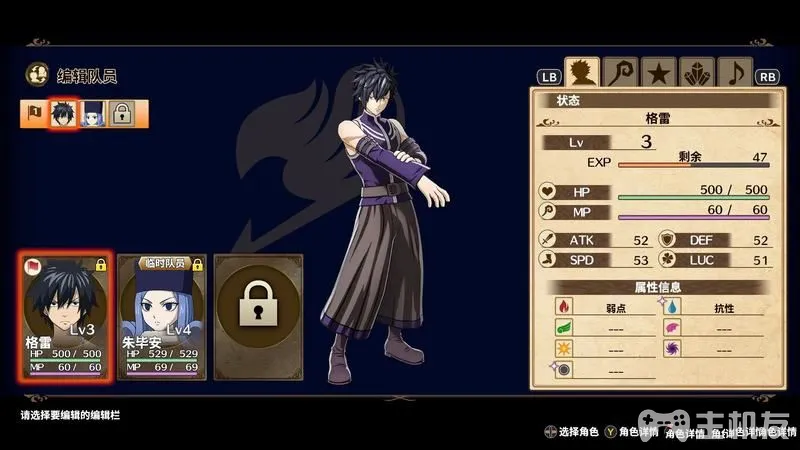 编辑队员
LB
RB
状态
格雷
Lv 3
EXP 剩余 47
HP 500 / 500
MP 60 / 60
ATK 52 DEF 52
SPD 53 LUC 51
属性信息
弱点 抗性
--- ---
--- ---
---
临时队员
Lv3
格雷
HP 500 / 500
MP 60 / 60
Lv4
朱毕安
HP 529 / 529
MP 69 / 69
请选择要编辑的编辑栏
选择角色 Y 角色详情 角色详情
主机友